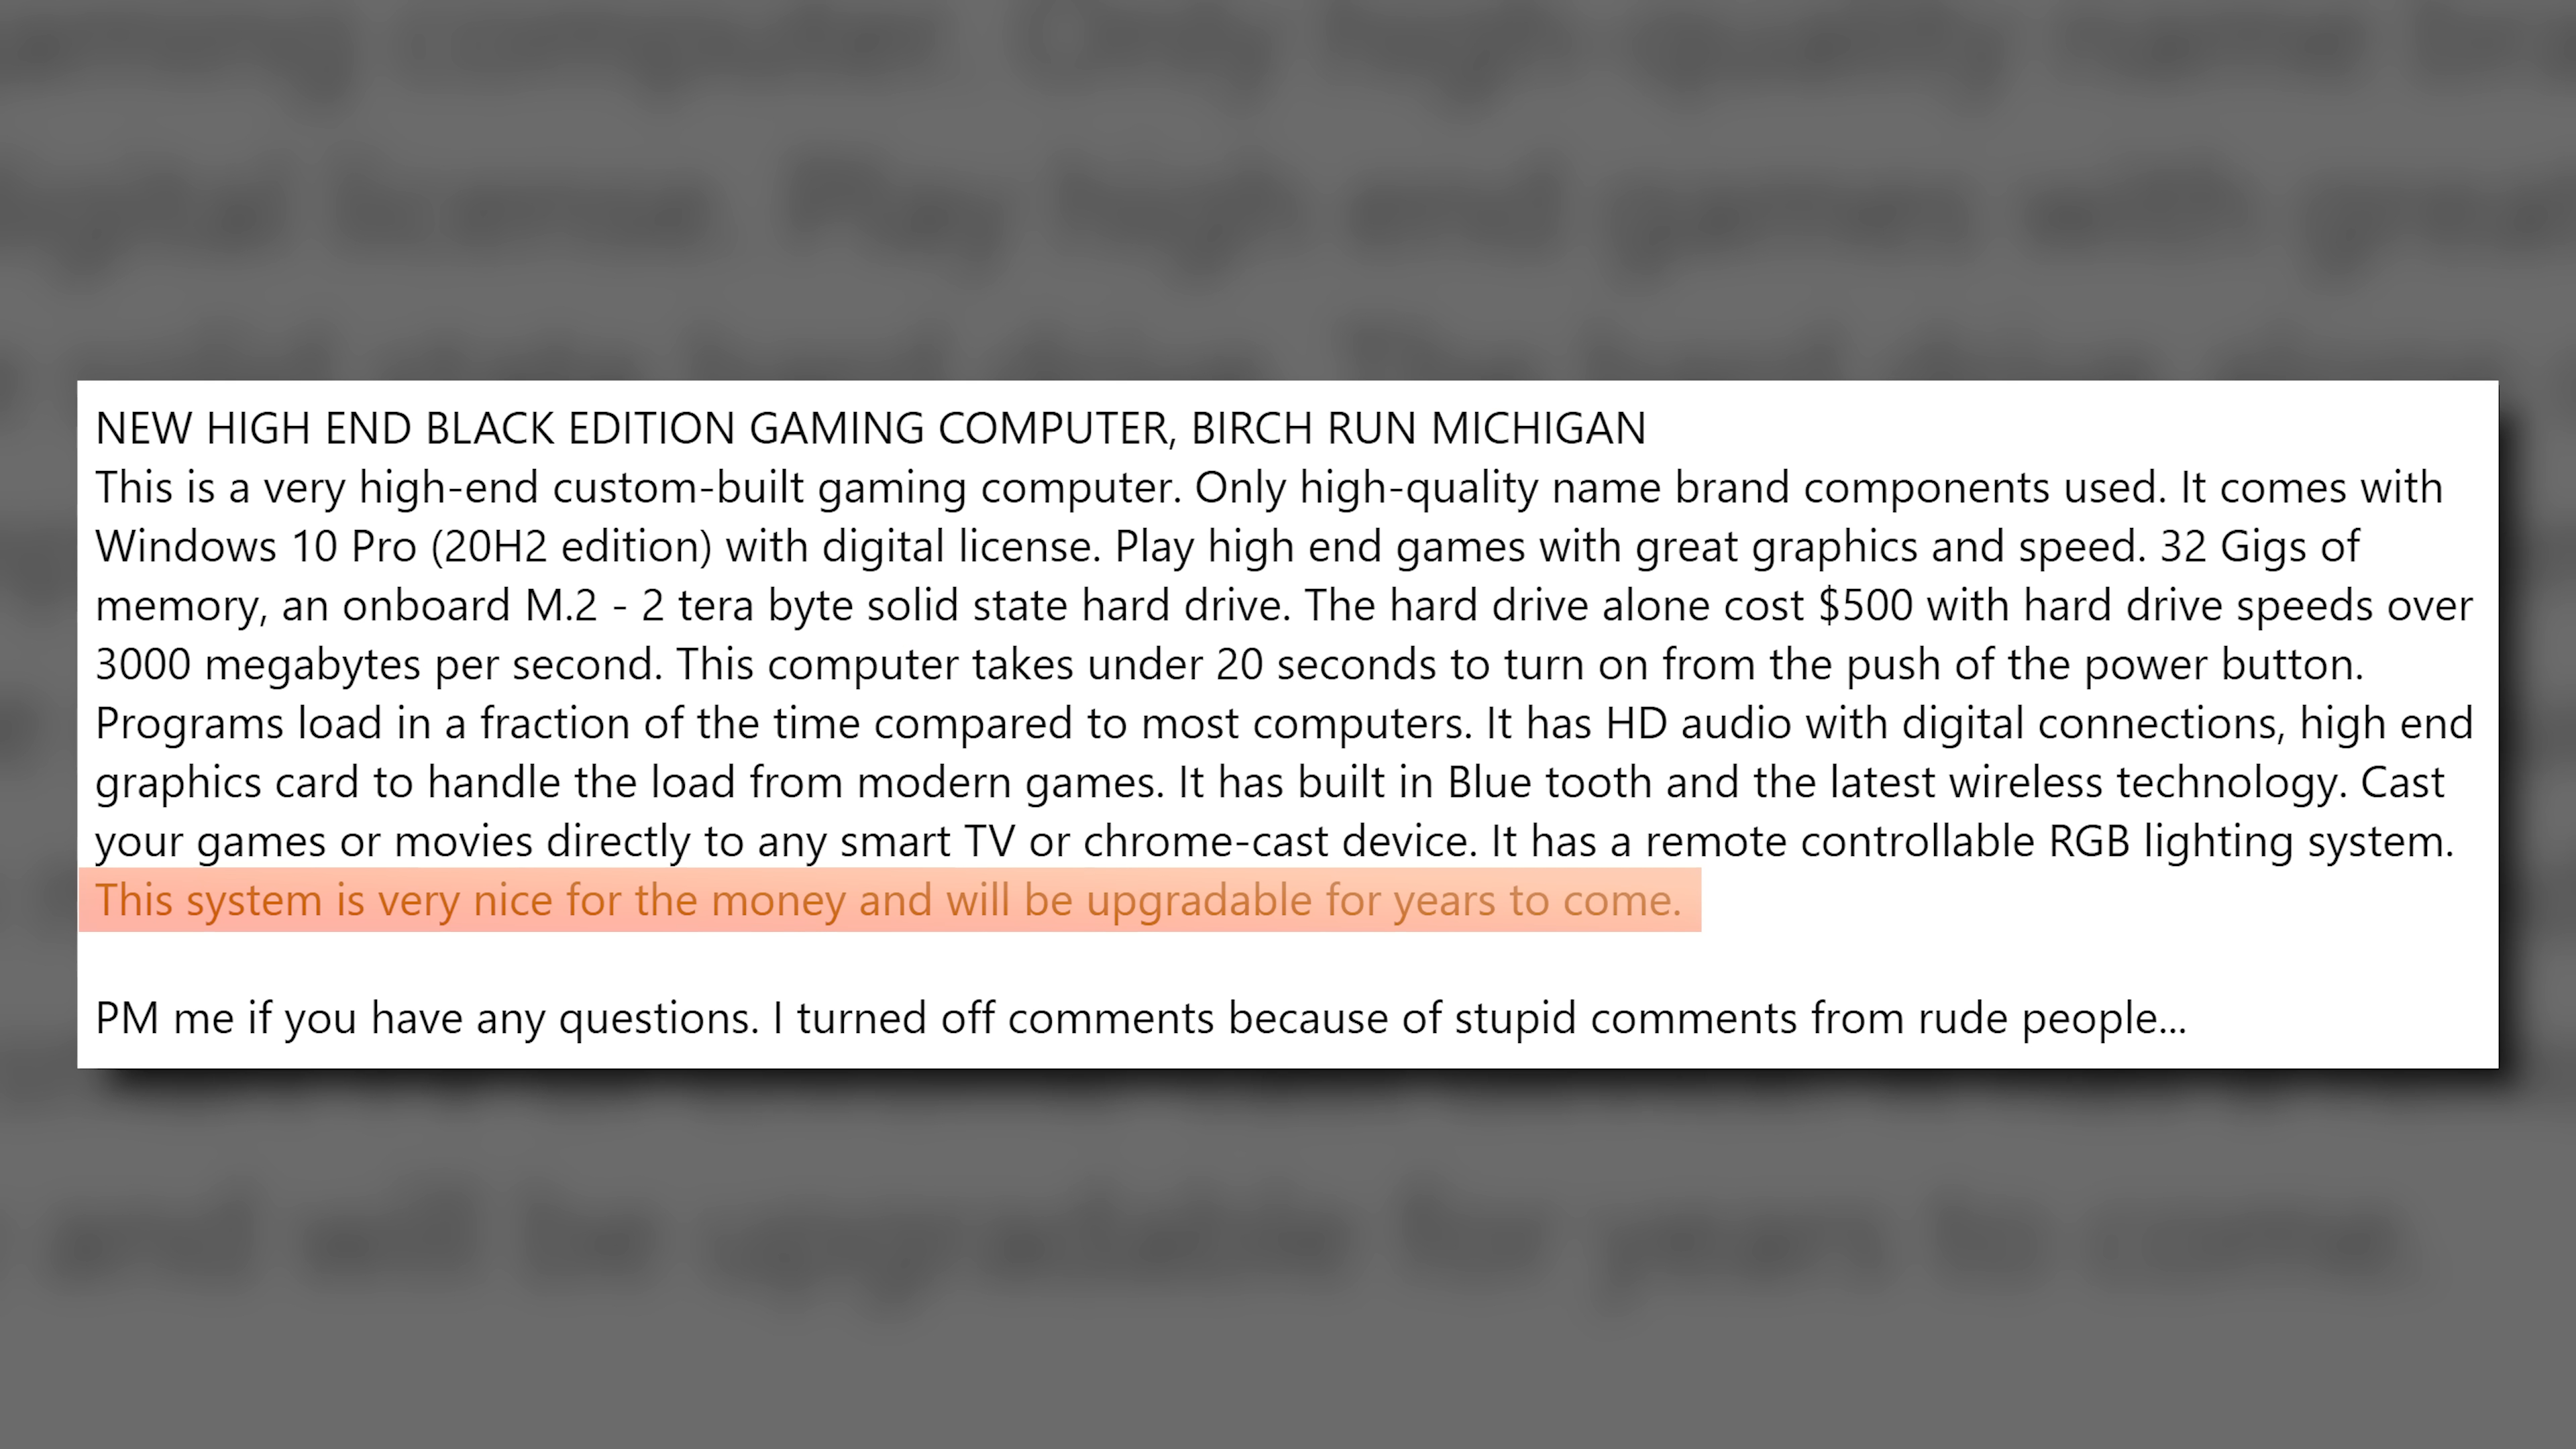 NEW HIGH END BLACK EDITION GAMING COMPUTER, BIRCH RUN MICHIGAN
This is a very high-end custom-built gaming computer. Only high-quality name brand components used. It comes with
Windows 10 Pro (20H2 edition) with digital license. Play high end games with great graphics and speed. 32 Gigs of
memory, an onboard M.2 - 2 tera byte solid state hard drive. The hard drive alone cost $500 with hard drive speeds over
3000 megabytes per second. This computer takes under 20 seconds to turn on from the push of the power button.
Programs load in a fraction of the time compared to most computers. It has HD audio with digital connections, high end
graphics card to handle the load from modern games. It has built in Blue tooth and the latest wireless technology. Cast
your games or movies directly to any smart TV or chrome-cast device. It has a remote controllable RGB lighting system.
This system is very nice for the money and will be upgradable for years to come.
PM me if you have any questions. I turned off comments because of stupid comments from rude people...